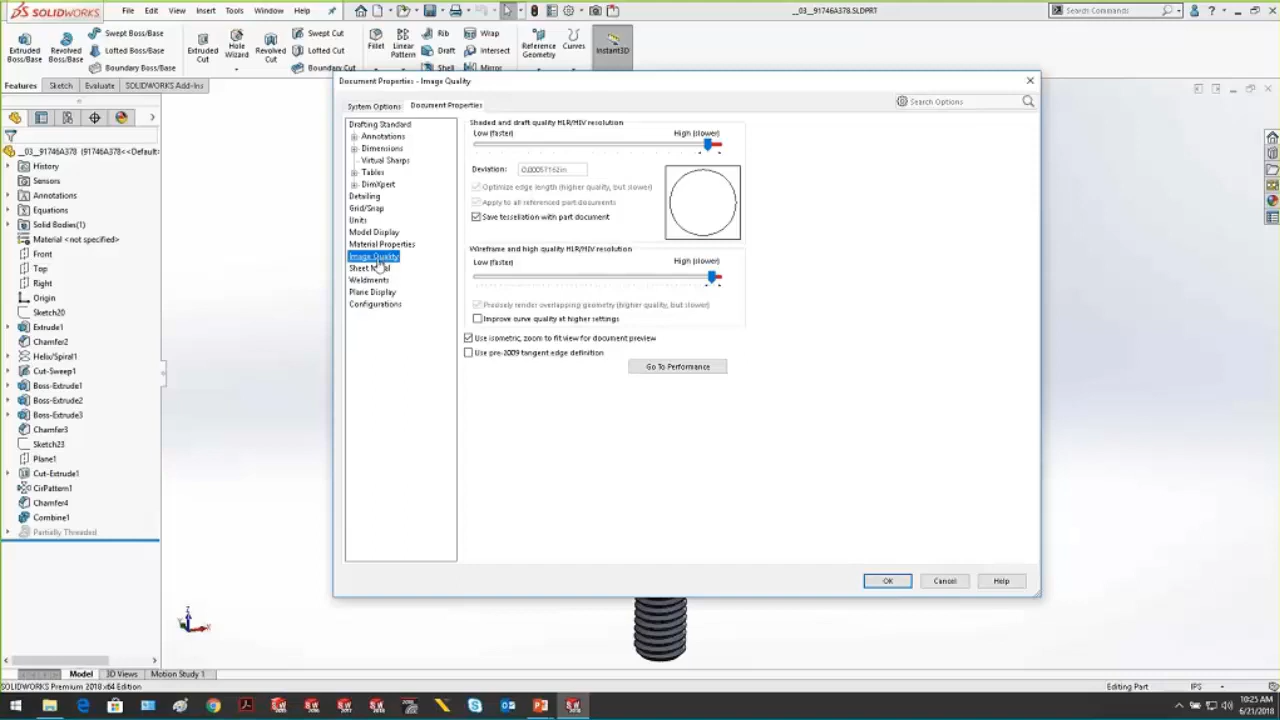 SOLIDWORKS
File Edit View Insert Tools Window Help
__03__91746A378.SLDPRT
Search Commands
Extruded Boss/Base
Revolved Boss/Base
Swept Boss/Base
Lofted Boss/Base
Boundary Boss/Base
Extruded Cut
Hole Wizard
Revolved Cut
Swept Cut
Lofted Cut
Boundary Cut
Fillet
Linear Pattern
Rib
Draft
Shell
Wrap
Intersect
Mirror
Reference Geometry
Curves
Instant3D
Features Sketch Evaluate SOLIDWORKS Add-Ins
__03__91746A378 (91746A378<<Default
History
Sensors
Annotations
Equations
Solid Bodies(1)
Material <not specified>
Front
Top
Right
Origin
Sketch20
Extrude1
Chamfer2
Helix/Spiral1
Cut-Sweep1
Boss-Extrude1
Boss-Extrude2
Boss-Extrude3
Chamfer3
Sketch23
Plane1
Cut-Extrude1
CirPattern1
Chamfer4
Combine1
Partially Threaded
Document Properties - Image Quality
System Options Document Properties
Search Options
Drafting Standard
Annotations
Dimensions
Virtual Sharps
Tables
DimXpert
Detailing
Grid/Snap
Units
Model Display
Material Properties
Image Quality
Sheet
Weldments
Plane Display
Configurations
Shaded and draft quality HLR/HLV resolution
Low (faster) High (slower)
Deviation: 0.00057162in
Optimize edge length (higher quality, but slower)
Apply to all referenced part documents
Save tessellation with part document
Wireframe and high quality HLR/HLV resolution
Low (faster) High (slower)
Precisely render overlapping geometry (higher quality, but slower)
Improve curve quality at higher settings
Use isometric, zoom to fit view for document preview
Use pre-2009 tangent edge definition
Go To Performance
OK Cancel Help
Z
X
Model 3D Views Motion Study 1
SOLIDWORKS Premium 2018 x64 Edition
Editing Part IPS
10:25 AM
6/21/2018